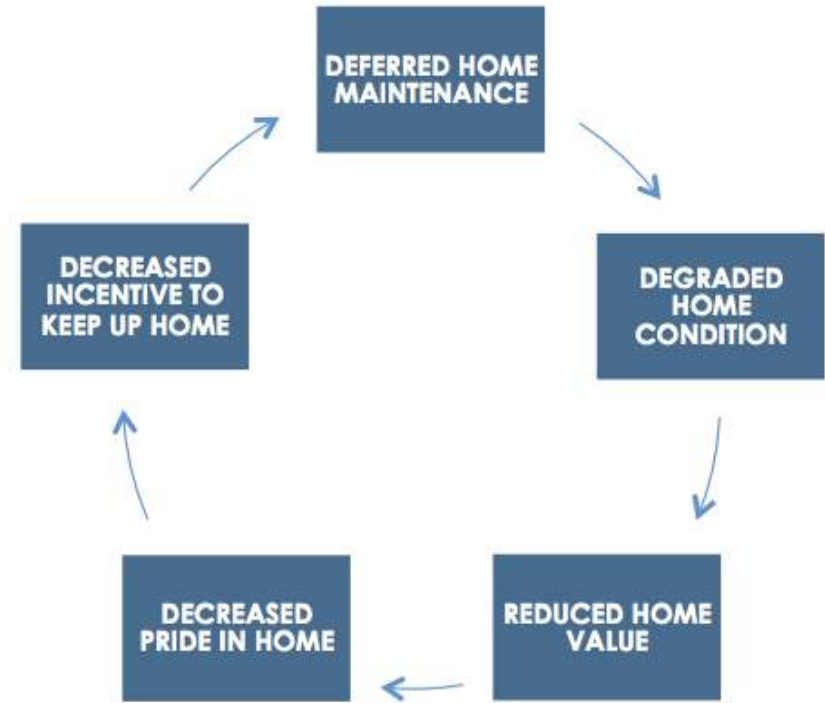 DEFERRED HOME
MAINTENANCE
DEGRADED
HOME
CONDITION
REDUCED HOME
VALUE
DECREASED
PRIDE IN HOME
DECREASED
INCENTIVE TO
KEEP UP HOME